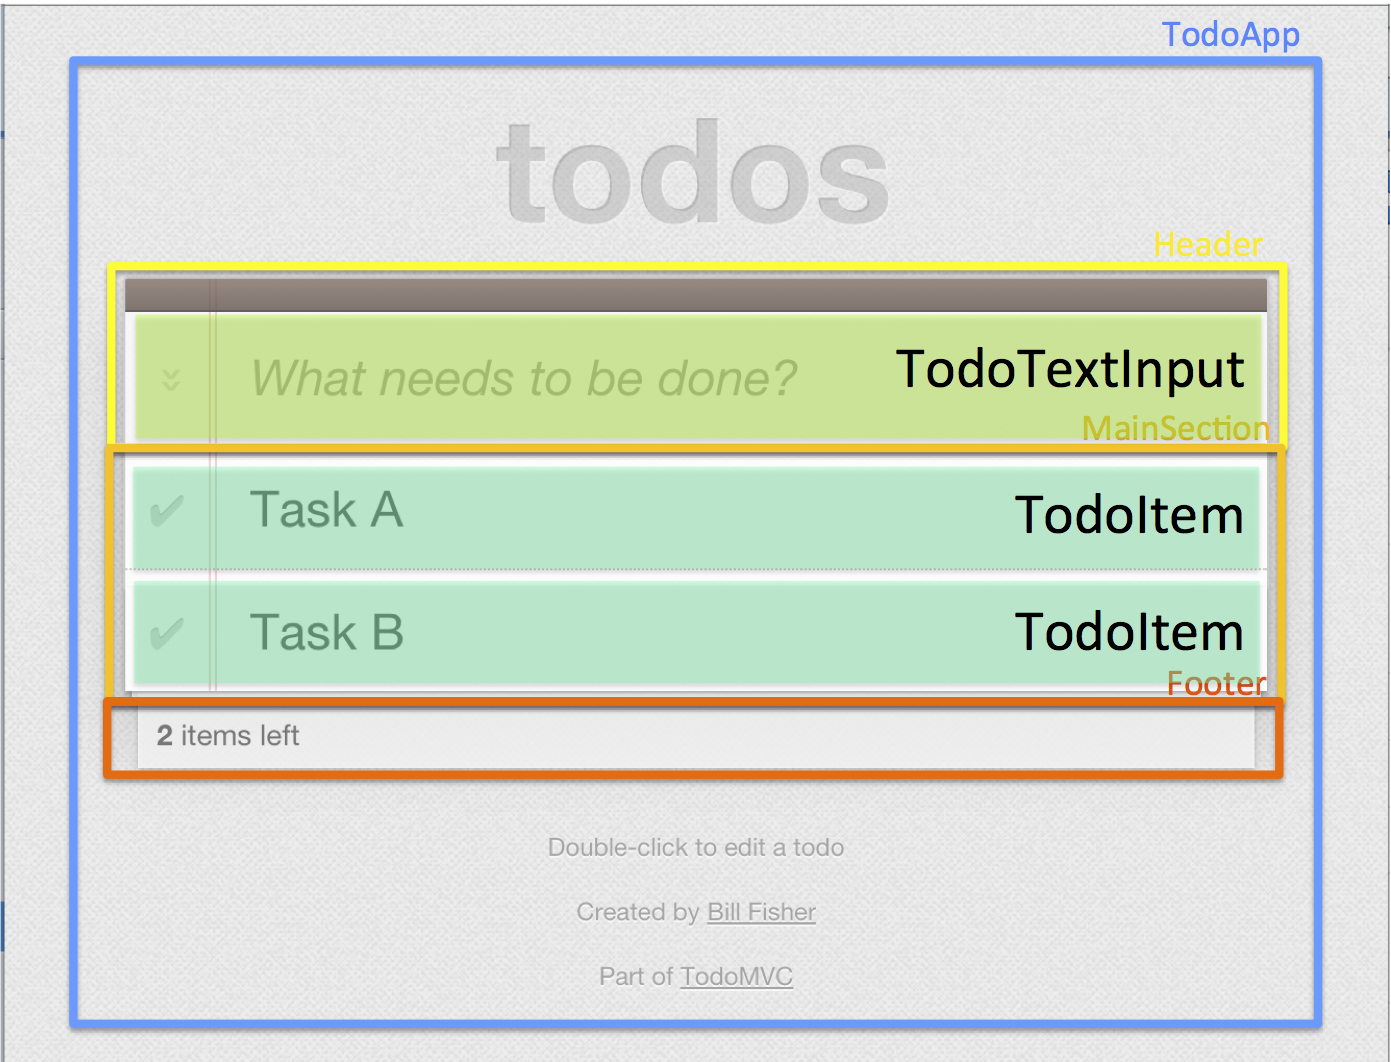 TodoApp
todos
Header
What needs to be done?
TodoTextInput
MainSection
Task A
TodoItem
Task B
TodoItem
Footer
2 items left
Double-click to edit a todo
Created by Bill Fisher
Part of TodoMVC